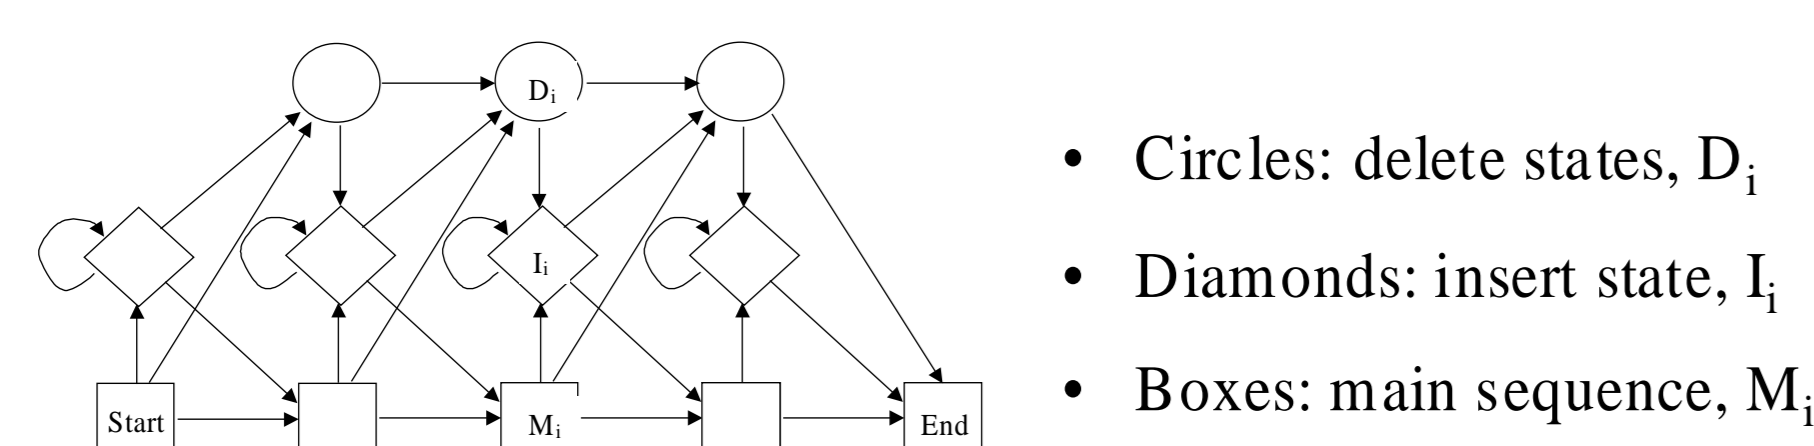 Dᵢ
Iᵢ
Start
Mᵢ
End
• Circles: delete states, Dᵢ
• Diamonds: insert state, Iᵢ
• Boxes: main sequence, Mᵢ